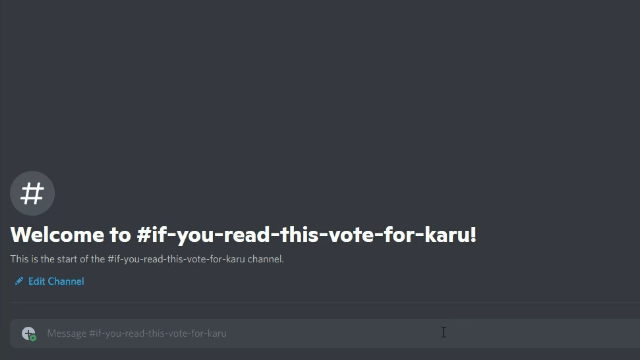 #
Welcome to #if-you-read-this-vote-for-karu!
This is the start of the #if-you-read-this-vote-for-karu channel.
Edit Channel
Message #if-you-read-this-vote-for-karu